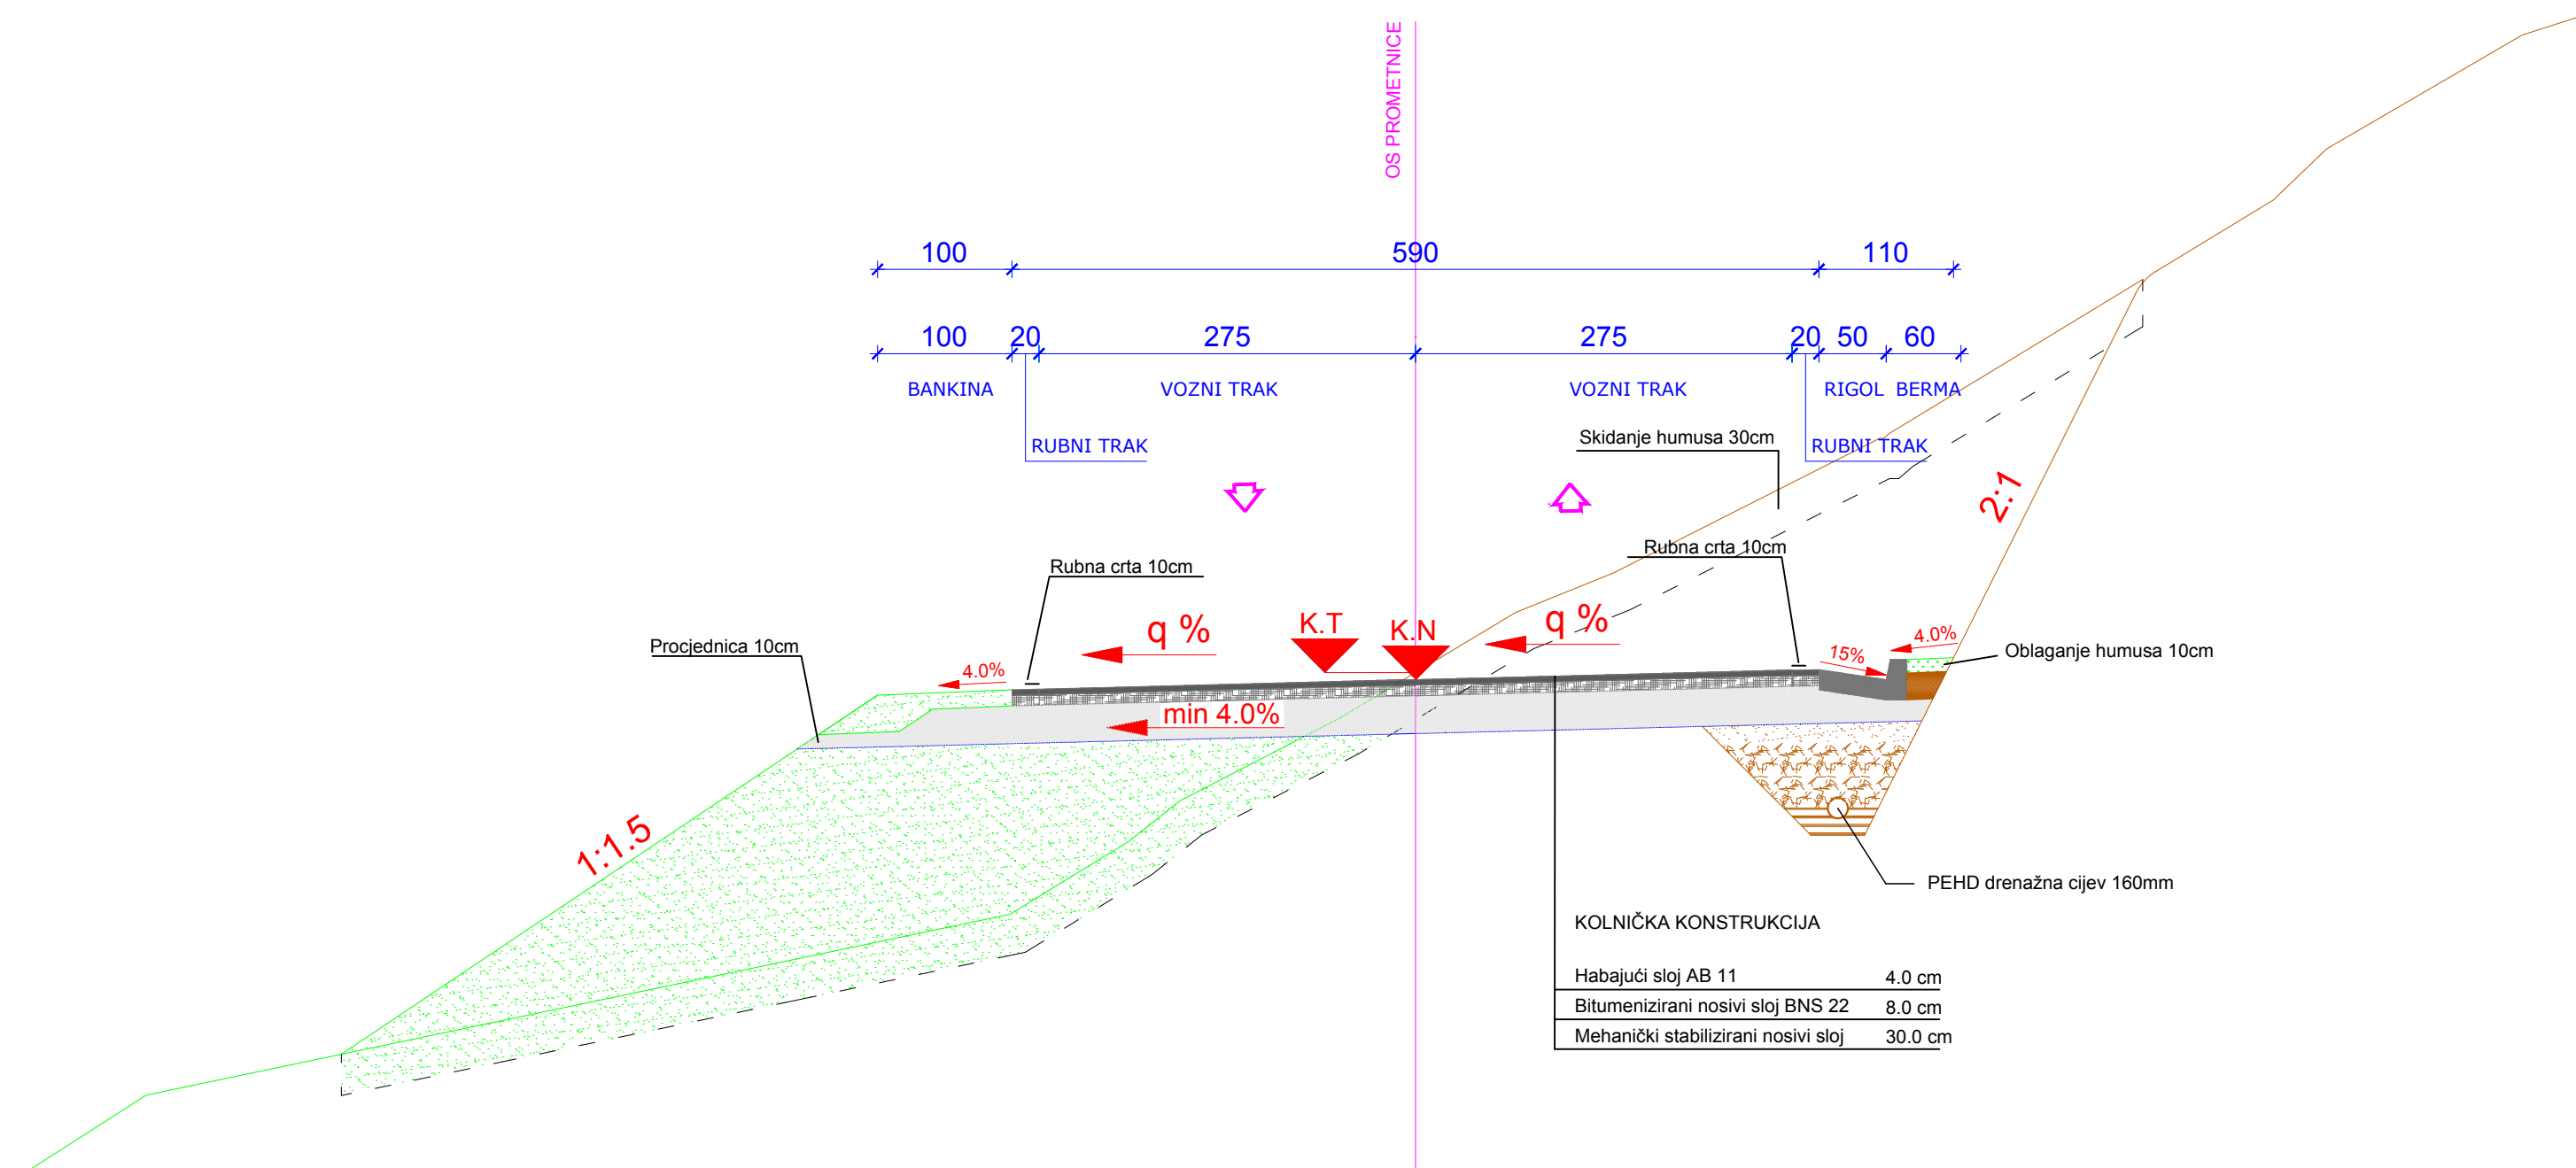 OS PROMETNICE
100 590 110
100 20 275 275 20 50 60
BANKINA VOZNI TRAK VOZNI TRAK RIGOL BERMA
RUBNI TRAK RUBNI TRAK
Skidanje humusa 30cm
2:1
Rubna crta 10cm
Rubna crta 10cm
q % K.T K.N q %
Procjednica 10cm
4.0%
15%
4.0%
Oblaganje humusa 10cm
min 4.0%
1:1.5
PEHD drenažna cijev 160mm
KOLNIČKA KONSTRUKCIJA
Habajući sloj AB 11 4.0 cm
Bitumenizirani nosivi sloj BNS 22 8.0 cm
Mehanički stabilizirani nosivi sloj 30.0 cm